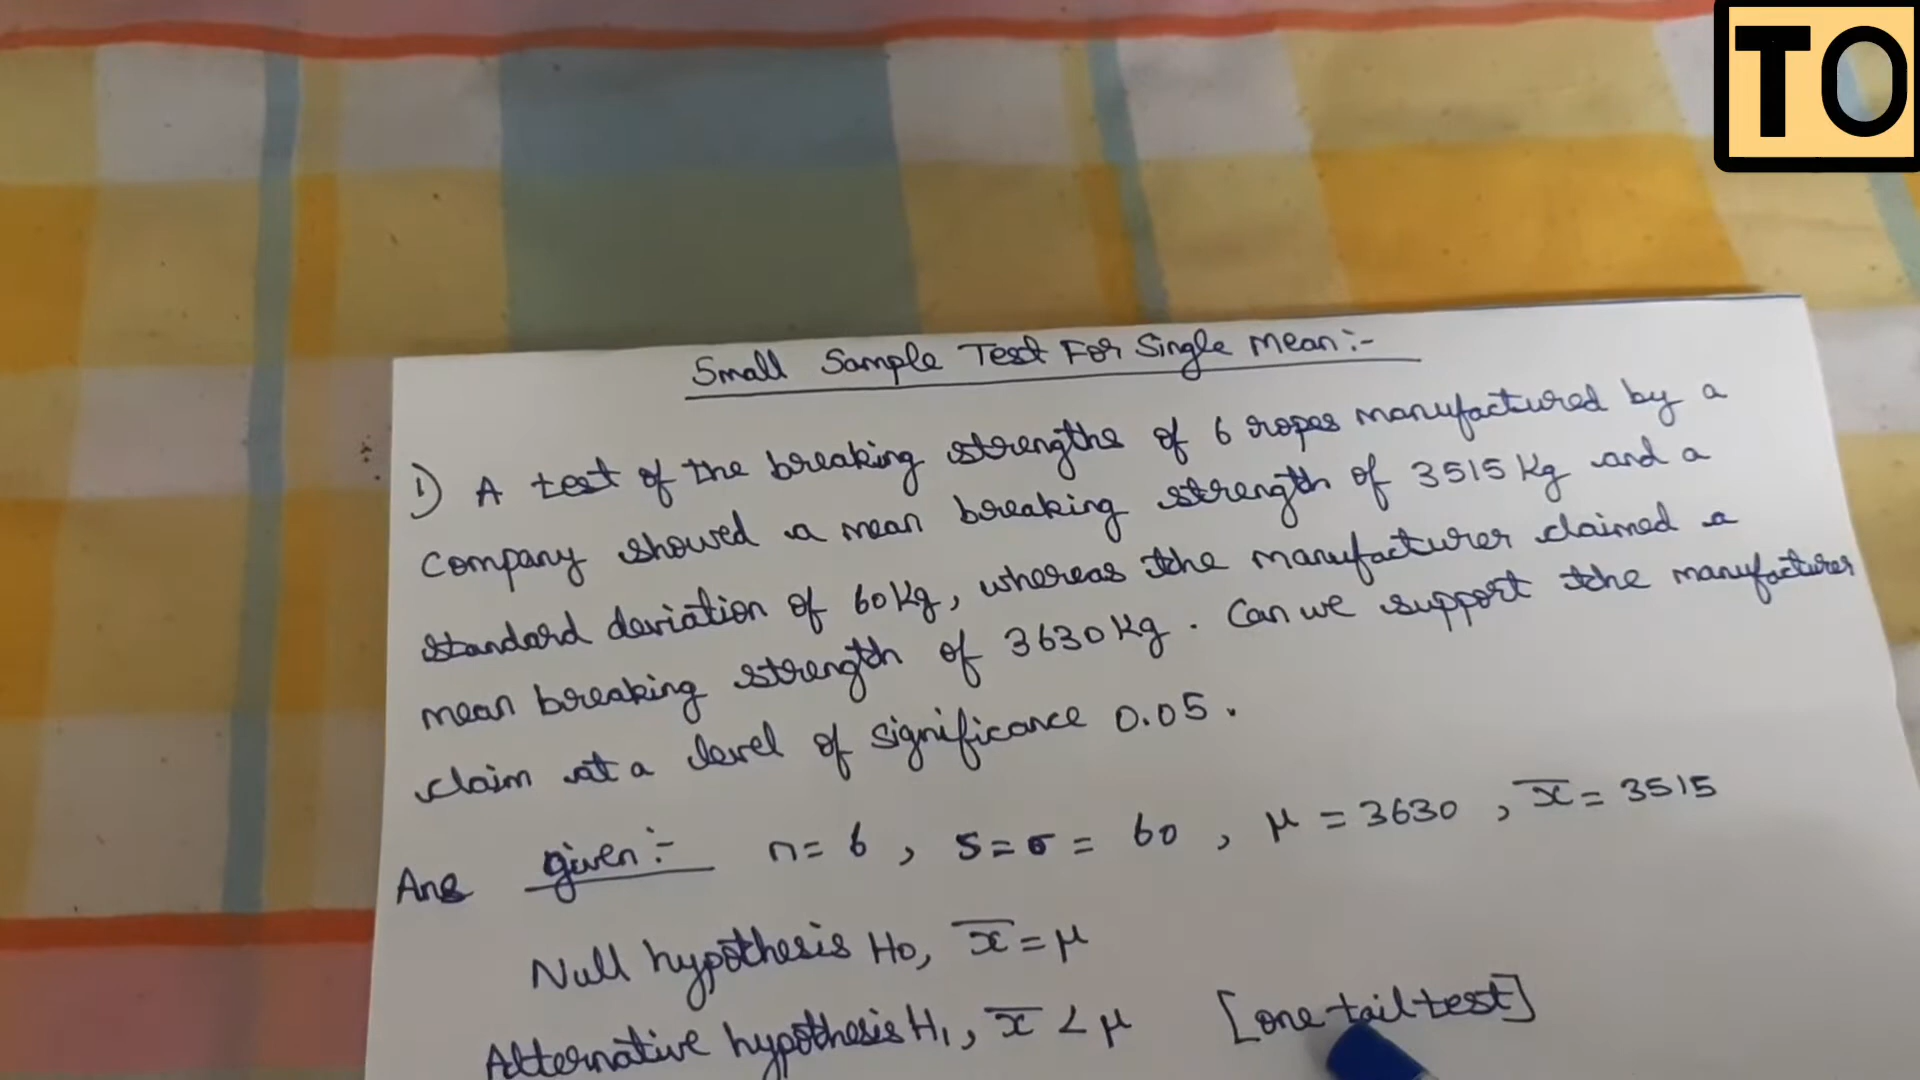 TO
Small Sample Test For Single Mean:-
1) A test of the breaking strengths of 6 ropes manufactured by a
company showed a mean breaking strength of 3515 kg and a
standard deviation of 60kg, whereas the manufacturer claimed a
mean breaking strength of 3630 kg. Can we support the manufacturer
claim at a level of significance 0.05.
Ans given:- n= 6, S=σ= 60, μ = 3630, x̅= 3515
Null hypothesis H0, x̅=μ
Alternative hypothesis H1, x̅<μ [one tail test]